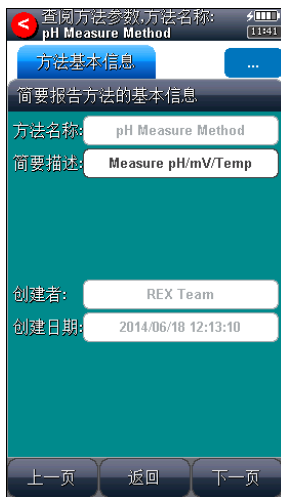 查阅方法参数,方法名称:
pH Measure Method
11:41
方法基本信息
...
简要报告方法的基本信息
方法名称: pH Measure Method
简要描述: Measure pH/mV/Temp
创建者: REX Team
创建日期: 2014/06/18 12:13:10
上一页 返回 下一页